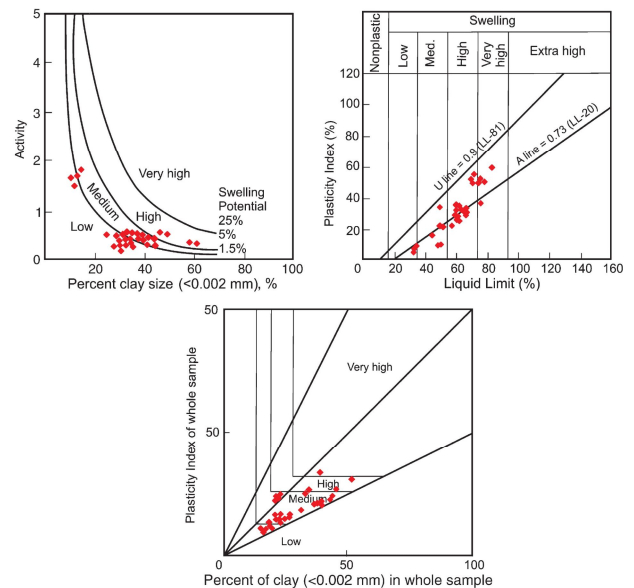 5
4
3
2
1
0
Activity
Very high
Medium
High
Low
Swelling
Potential
25%
5%
1.5%
20
40
60
80
100
Percent clay size (<0.002 mm), %
Swelling
Nonplastic
Low
Med.
High
Very
high
Extra high
120
100
80
60
40
20
0
Plasticity Index (%)
U line = 0.9 (LL-81)
A line = 0.73 (LL-20)
0
20
40
60
80
100
120
140
160
Liquid Limit (%)
50
50
0
Plasticity Index of whole sample
Very high
High
Medium
Low
0
50
100
Percent of clay (<0.002 mm) in whole sample